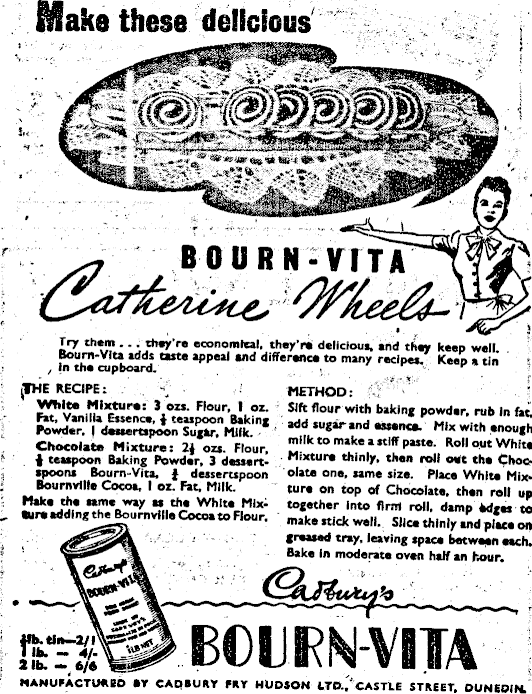 Make these delicious
BOURN-VITA
Catherine Wheels
Try them . . . they're economical, they're delicious, and they keep well.
Bourn-Vita adds taste appeal and difference to many recipes. Keep a tin
in the cupboard.
THE RECIPE:
White Mixture: 3 ozs. Flour, 1 oz.
Fat, Vanilla Essence, teaspoon Baking
Powder, 1 dessertspoon Sugar, Milk.
Chocolate Mixture: 2½ ozs. Flour,
teaspoon Baking Powder, 3 dessert-
spoons Bourn-Vita, dessertspoon
Bournville Cocoa, 1 oz. Fat, Milk.
Make the same way as the White Mix-
ture adding the Bournville Cocoa to Flour.
METHOD:
Sift flour with baking powder, rub in fat,
add sugar and essence. Mix with enough
milk to make a stiff paste. Roll out White
Mixture thinly, then roll out the Choc-
olate one, same size. Place White Mix-
ture on top of Chocolate, then roll up
together into firm roll, damp edges to
make stick well. Slice thinly and place on
greased tray, leaving space between each.
Bake in moderate oven half an hour.
Cadbury's
BOURN-VITA
1LB NET
½lb. tin—2/1
1 lb. — 4/-
2 lb. — 6/6
Cadbury's
BOURN-VITA
MANUFACTURED BY CADBURY FRY HUDSON LTD., CASTLE STREET, DUNEDIN.